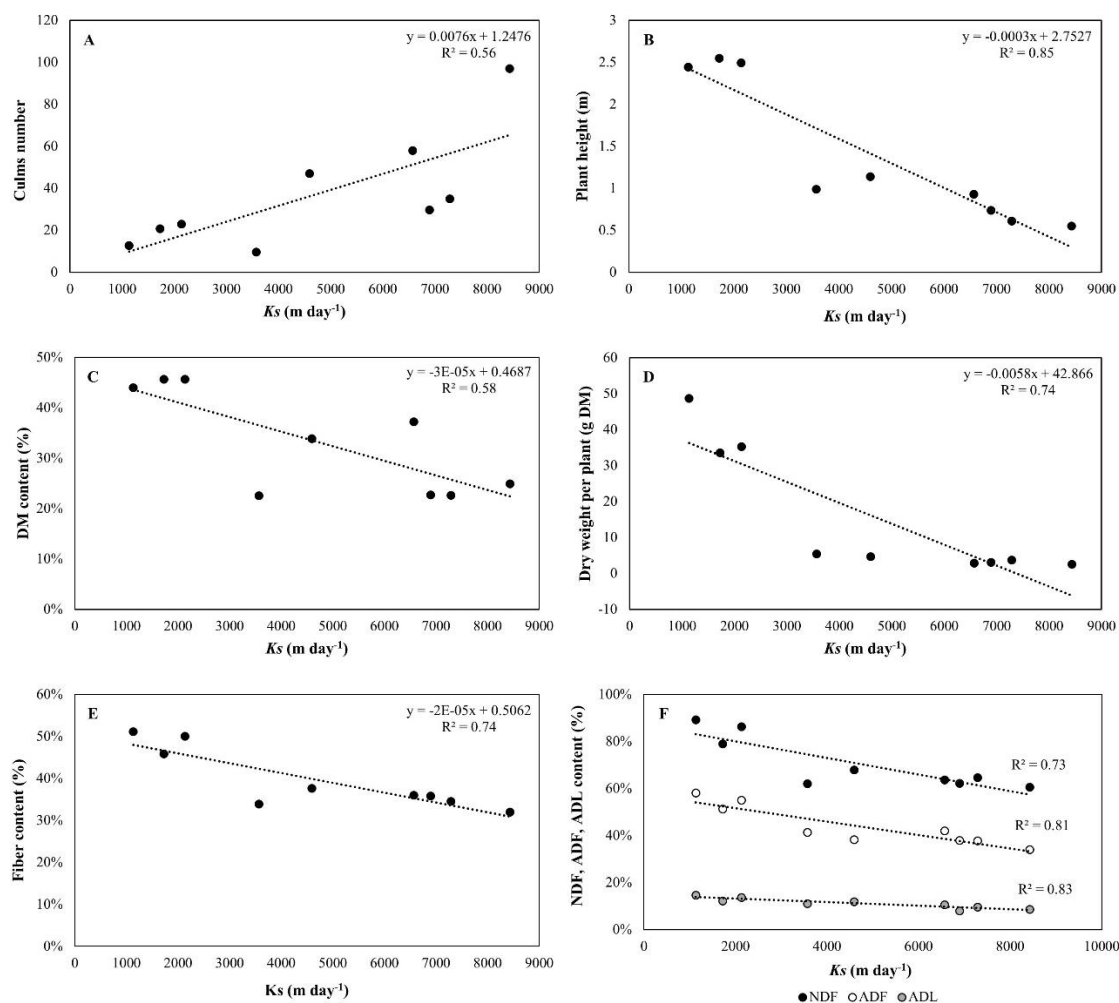 A
y = 0.0076x + 1.2476
R² = 0.56
120
100
80
60
40
20
0
Culms number
0 1000 2000 3000 4000 5000 6000 7000 8000 9000
Ks (m day⁻¹)
B
y = -0.0003x + 2.7527
R² = 0.85
3
2.5
2
1.5
1
0.5
0
Plant height (m)
0 1000 2000 3000 4000 5000 6000 7000 8000 9000
Ks (m day⁻¹)
C
y = -3E-05x + 0.4687
R² = 0.58
50%
40%
30%
20%
10%
0%
DM content (%)
0 1000 2000 3000 4000 5000 6000 7000 8000 9000
Ks (m day⁻¹)
D
y = -0.0058x + 42.866
R² = 0.74
60
50
40
30
20
10
0
-10
Dry weight per plant (g DM)
0 1000 2000 3000 4000 5000 6000 7000 8000 9000
Ks (m day⁻¹)
E
y = -2E-05x + 0.5062
R² = 0.74
60%
50%
40%
30%
20%
10%
0%
Fiber content (%)
0 1000 2000 3000 4000 5000 6000 7000 8000 9000
Ks (m day⁻¹)
F
100%
80%
60%
40%
20%
0%
NDF, ADF, ADL content (%)
R² = 0.73
R² = 0.81
R² = 0.83
0 2000 4000 6000 8000 10000
Ks (m day⁻¹)
NDF ADF ADL